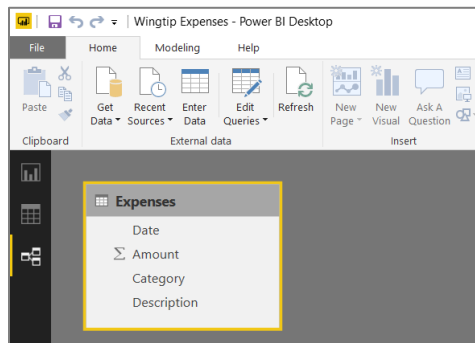 Wingtip Expenses - Power BI Desktop
File Home Modeling Help
Paste
Get Data
Recent Sources
Enter Data
Edit Queries
Refresh
New Page
New Visual
Ask A Question
Clipboard External data Insert
Expenses
Date
Σ Amount
Category
Description